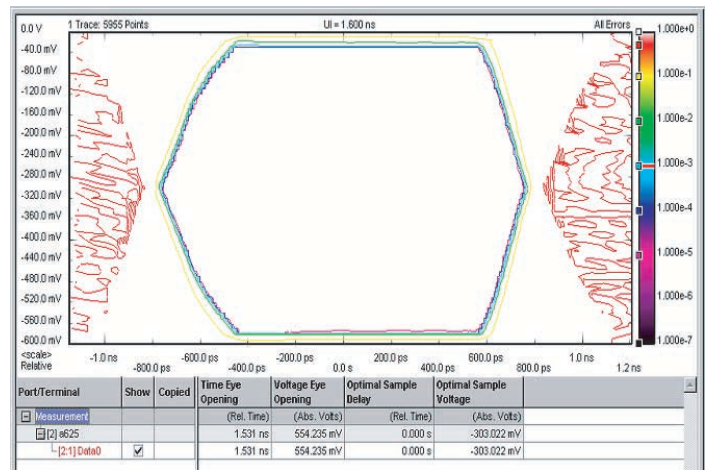 0.0 V
1 Trace: 5955 Points
UI = 1.600 ns
All Errors
-40.0 mV
-80.0 mV
-120.0 mV
-160.0 mV
-200.0 mV
-240.0 mV
-280.0 mV
-320.0 mV
-360.0 mV
-400.0 mV
-440.0 mV
-480.0 mV
-520.0 mV
-560.0 mV
-600.0 mV
1.000e+0
1.000e-1
1.000e-2
1.000e-3
1.000e-4
1.000e-5
1.000e-6
1.000e-7
<scale>
Relative
-1.0 ns
-800.0 ps
-600.0 ps
-400.0 ps
-200.0 ps
0.0 s
200.0 ps
400.0 ps
600.0 ps
800.0 ps
1.0 ns
1.2 ns
Port/Terminal Show Copied Time Eye Opening Voltage Eye Opening Optimal Sample Delay Optimal Sample Voltage
Measurement (Rel. Time) (Abs. Volts) (Rel. Time) (Abs. Volts)
[2] e625 1.531 ns 554.235 mV 0.000 s -303.022 mV
[2:1] Data0 1.531 ns 554.235 mV 0.000 s -303.022 mV